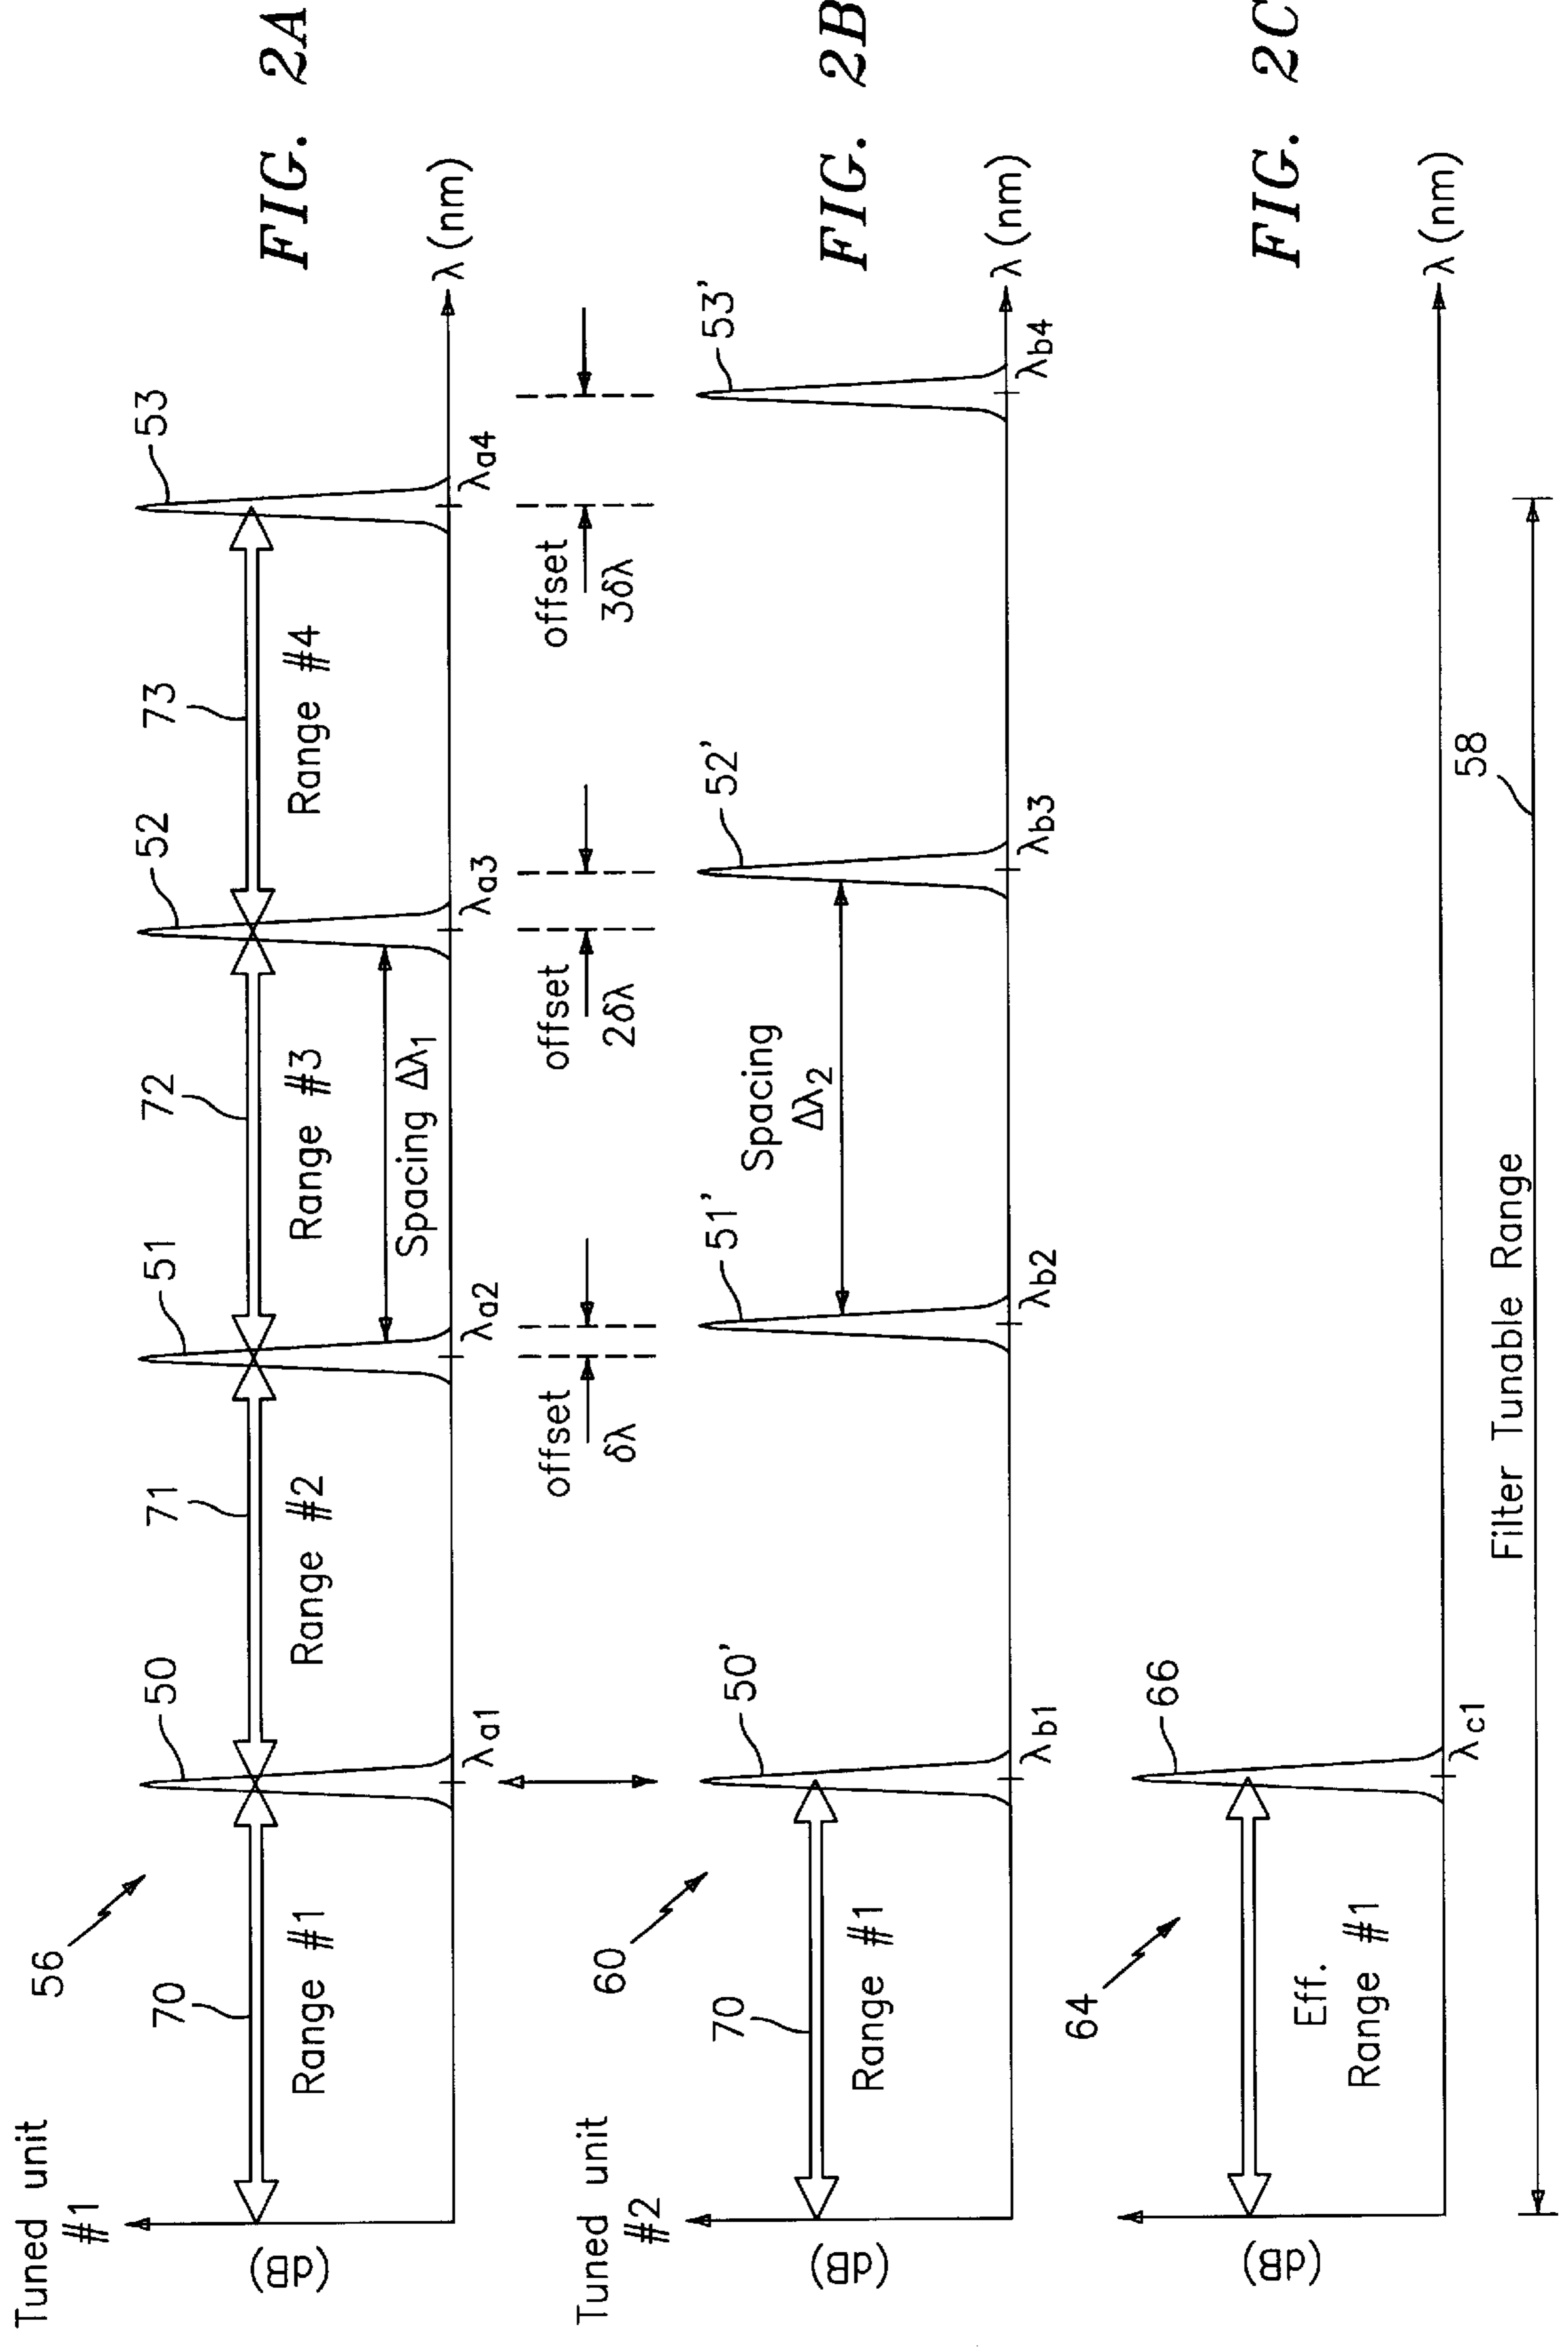 FIG. 2A
Tuned unit
#1
(dB)
56
70
Range #1
50
λa1
71
Range #2
51
λa2
72
Range #3
Spacing Δλ1
52
λa3
73
Range #4
53
λa4
λ (nm)
offset
δλ
offset
2δλ
offset
3δλ
FIG. 2B
Tuned unit
#2
(dB)
60
70
Range #1
50'
λb1
51'
λb2
Spacing
Δλ2
52'
λb3
53'
λb4
λ (nm)
FIG. 2C
(dB)
64
Eff.
Range #1
66
λc1
λ (nm)
Filter Tunable Range
58